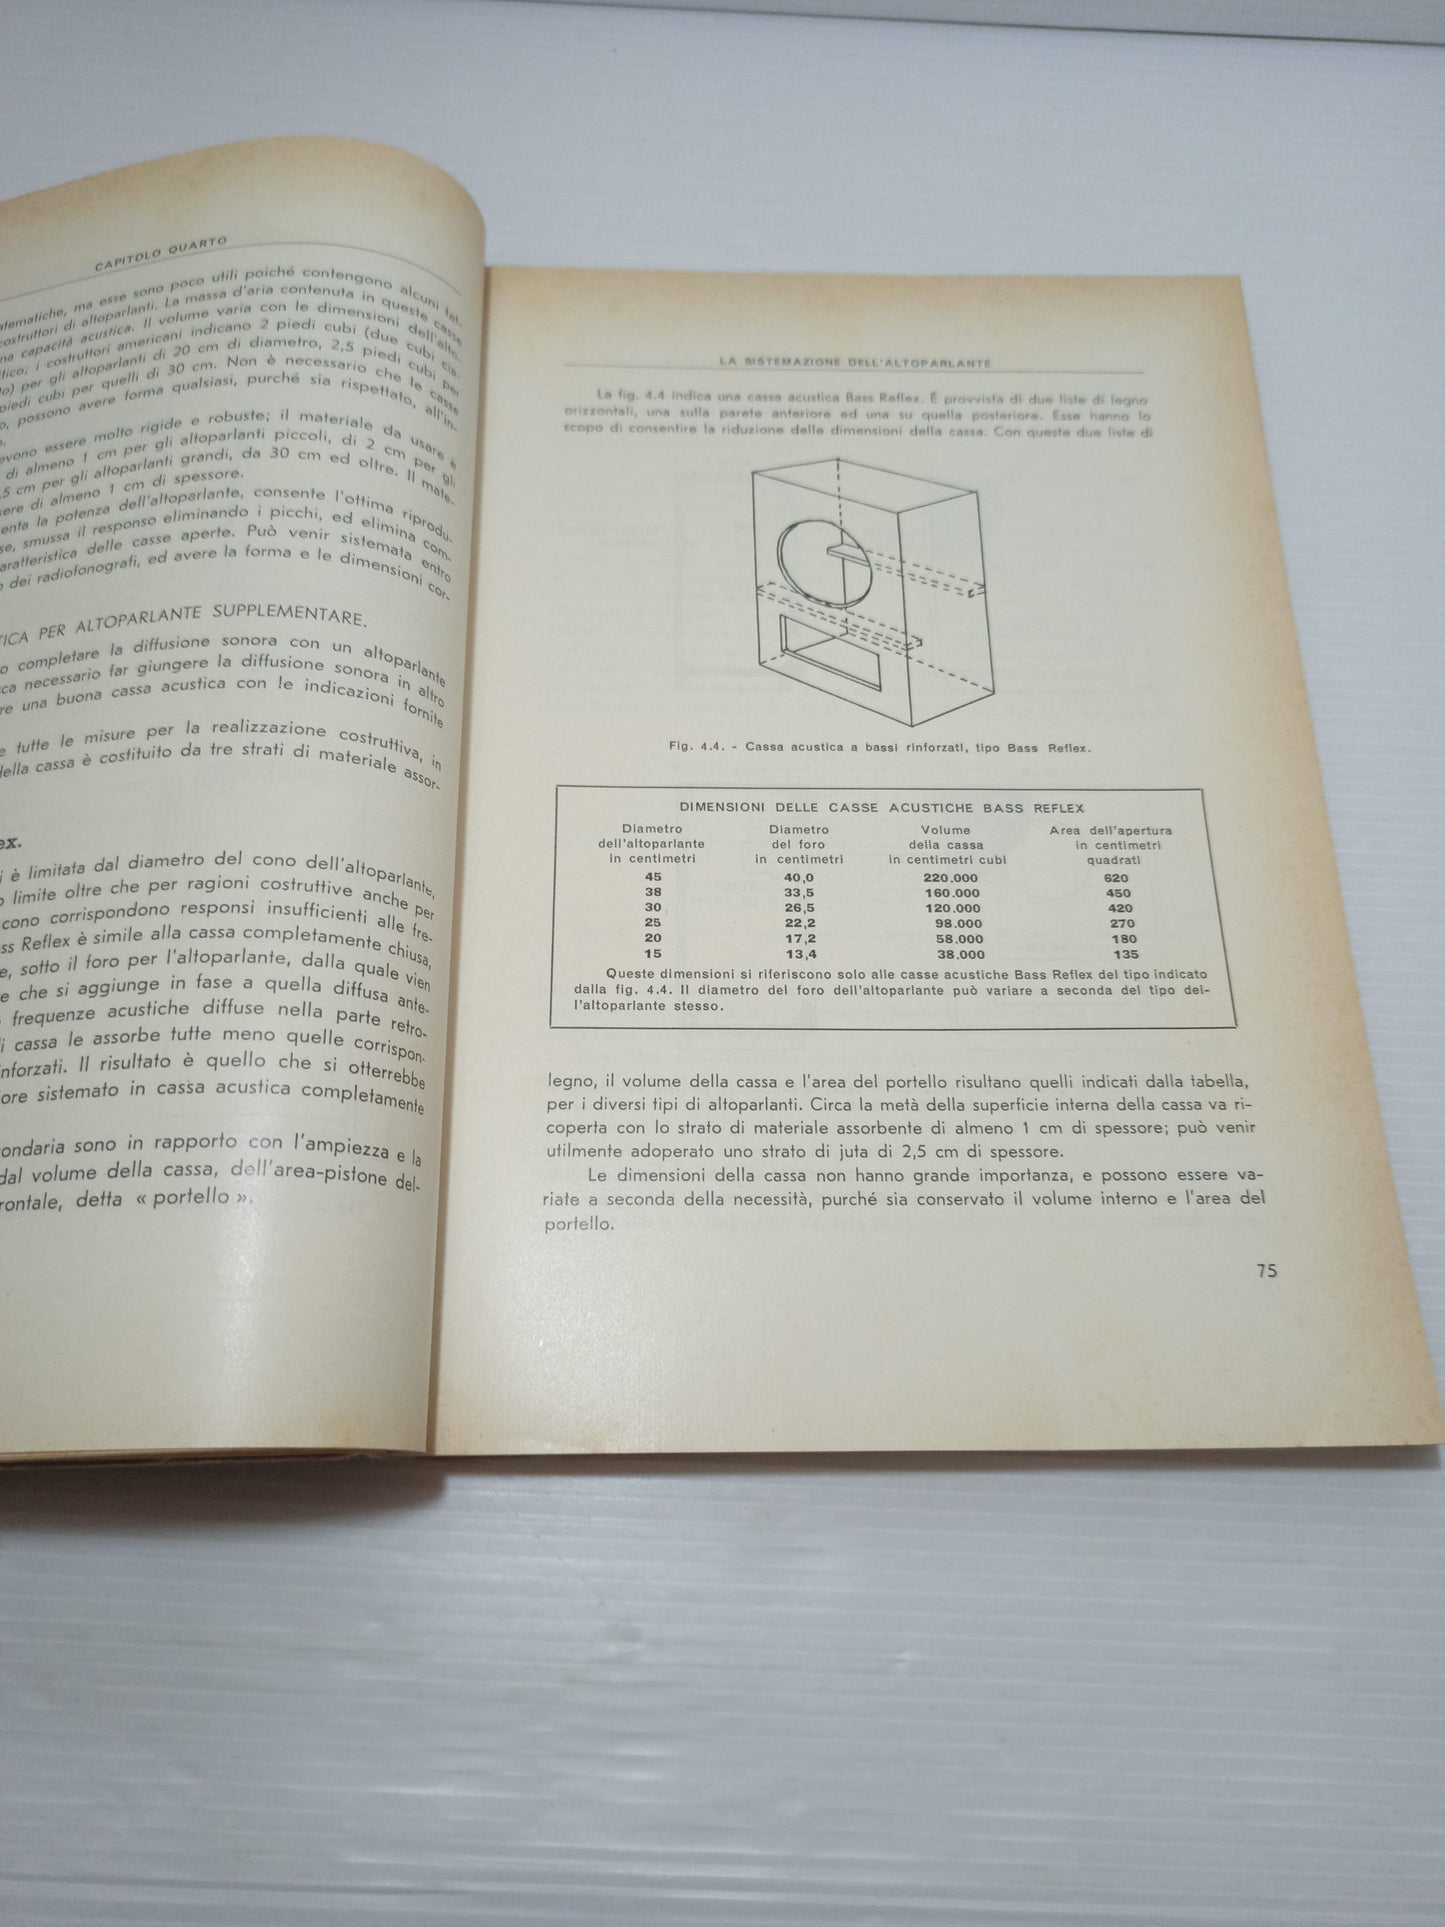 CAPITOLO QUARTO
matematiche, ma esse sono poco utili poiché contengono alcuni fat-
costruttori di altoparlanti. La massa d'aria contenuta in queste casse
na capacità acustica. Il volume varia con le dimensioni dell'alto-
tico; i costruttori americani indicano 2 piedi cubi (due cubi cia-
lo) per gli altoparlanti di 20 cm di diametro, 2,5 piedi cubi per
piedi cubi per quelli di 30 cm. Non è necessario che le casse
o, possono avere forma qualsiasi, purché sia rispettato, all'in-
evono essere molto rigide e robuste; il materiale da usare è
di almeno 1 cm per gli altoparlanti piccoli, di 2 cm per gli
,5 cm per gli altoparlanti grandi, da 30 cm ed oltre. Il mate-
sere di almeno 1 cm di spessore.
enta la potenza dell'altoparlante, consente l'ottima riprodu-
se, smussa il responso eliminando i picchi, ed elimina com-
aratteristica delle casse aperte. Può venir sistemata entro
o dei radiofonografi, ed avere la forma e le dimensioni cor-
TICA PER ALTOPARLANTE SUPPLEMENTARE.
o completare la diffusione sonora con un altoparlante
ca necessario far giungere la diffusione sonora in altro
re una buona cassa acustica con le indicazioni fornite
e tutte le misure per la realizzazione costruttiva, in
della cassa è costituito da tre strati di materiale assor-
ex.
i è limitata dal diametro del cono dell'altoparlante,
o limite oltre che per ragioni costruttive anche per
cono corrispondono responsi insufficienti alle fre-
ss Reflex è simile alla cassa completamente chiusa,
e, sotto il foro per l'altoparlante, dalla quale vien
e che si aggiunge in fase a quella diffusa ante-
frequenze acustiche diffuse nella parte retro-
i cassa le assorbe tutte meno quelle corrispon-
inforzati. Il risultato è quello che si otterrebbe
ore sistemato in cassa acustica completamente
ondaria sono in rapporto con l'ampiezza e la
dal volume della cassa, dell'area-pistone del-
rontale, detta « portello ».
LA SISTEMAZIONE DELL'ALTOPARLANTE
La fig. 4.4 indica una cassa acustica Bass Reflex. È provvista di due liste di legno
orizzontali, una sulla parete anteriore ed una su quella posteriore. Esse hanno lo
scopo di consentire la riduzione delle dimensioni della cassa. Con queste due liste di
Fig. 4.4. - Cassa acustica a bassi rinforzati, tipo Bass Reflex.
DIMENSIONI DELLE CASSE ACUSTICHE BASS REFLEX
Diametro Diametro Volume Area dell'apertura
dell'altoparlante del foro della cassa in centimetri
in centimetri in centimetri in centimetri cubi quadrati
45 40,0 220.000 620
38 33,5 160.000 450
30 26,5 120.000 420
25 22,2 98.000 270
20 17,2 58.000 180
15 13,4 38.000 135
Queste dimensioni si riferiscono solo alle casse acustiche Bass Reflex del tipo indicato
dalla fig. 4.4. Il diametro del foro dell'altoparlante può variare a seconda del tipo del-
l'altoparlante stesso.
legno, il volume della cassa e l'area del portello risultano quelli indicati dalla tabella,
per i diversi tipi di altoparlanti. Circa la metà della superficie interna della cassa va ri-
coperta con lo strato di materiale assorbente di almeno 1 cm di spessore; può venir
utilmente adoperato uno strato di juta di 2,5 cm di spessore.
Le dimensioni della cassa non hanno grande importanza, e possono essere va-
riate a seconda della necessità, purché sia conservato il volume interno e l'area del
portello.
75